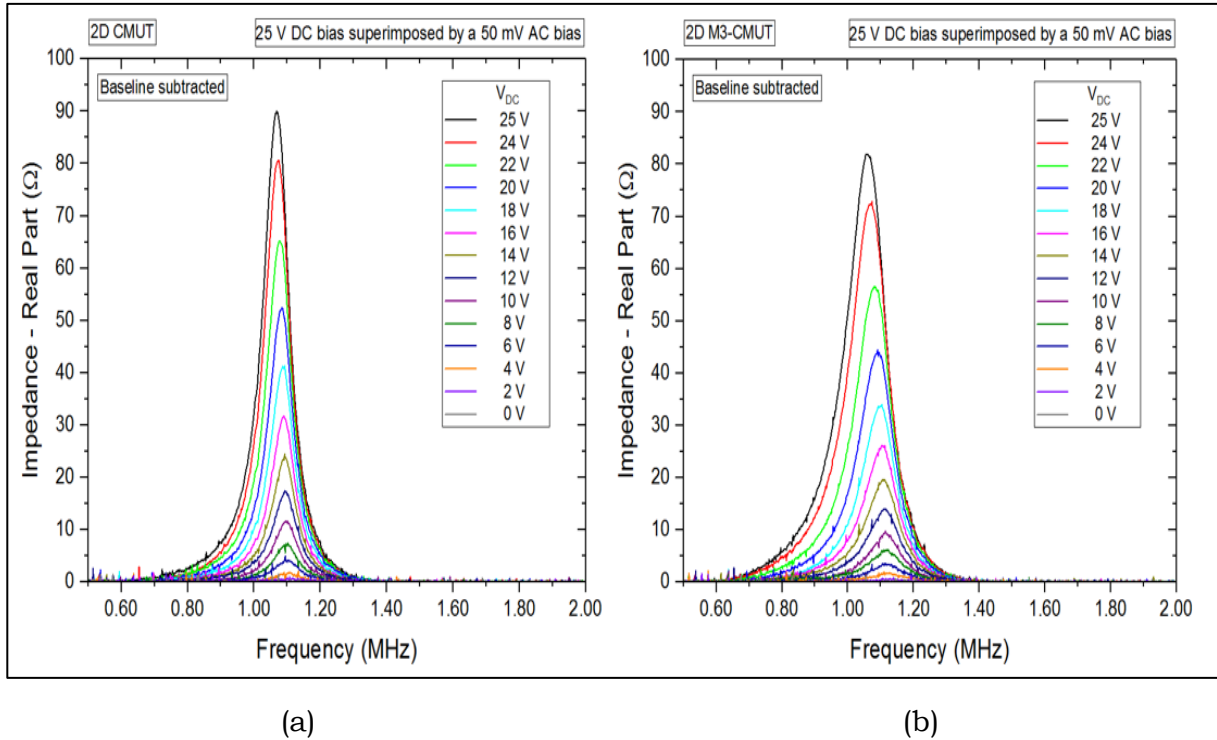 2D CMUT
25 V DC bias superimposed by a 50 mV AC bias
Baseline subtracted
V_DC
25 V
24 V
22 V
20 V
18 V
16 V
14 V
12 V
10 V
8 V
6 V
4 V
2 V
0 V
100
90
80
70
60
50
40
30
20
10
0
Impedance - Real Part (Ω)
0.60 0.80 1.00 1.20 1.40 1.60 1.80 2.00
Frequency (MHz)
(a)
2D M3-CMUT
25 V DC bias superimposed by a 50 mV AC bias
Baseline subtracted
V_DC
25 V
24 V
22 V
20 V
18 V
16 V
14 V
12 V
10 V
8 V
6 V
4 V
2 V
0 V
100
90
80
70
60
50
40
30
20
10
0
Impedance - Real Part (Ω)
0.60 0.80 1.00 1.20 1.40 1.60 1.80 2.00
Frequency (MHz)
(b)